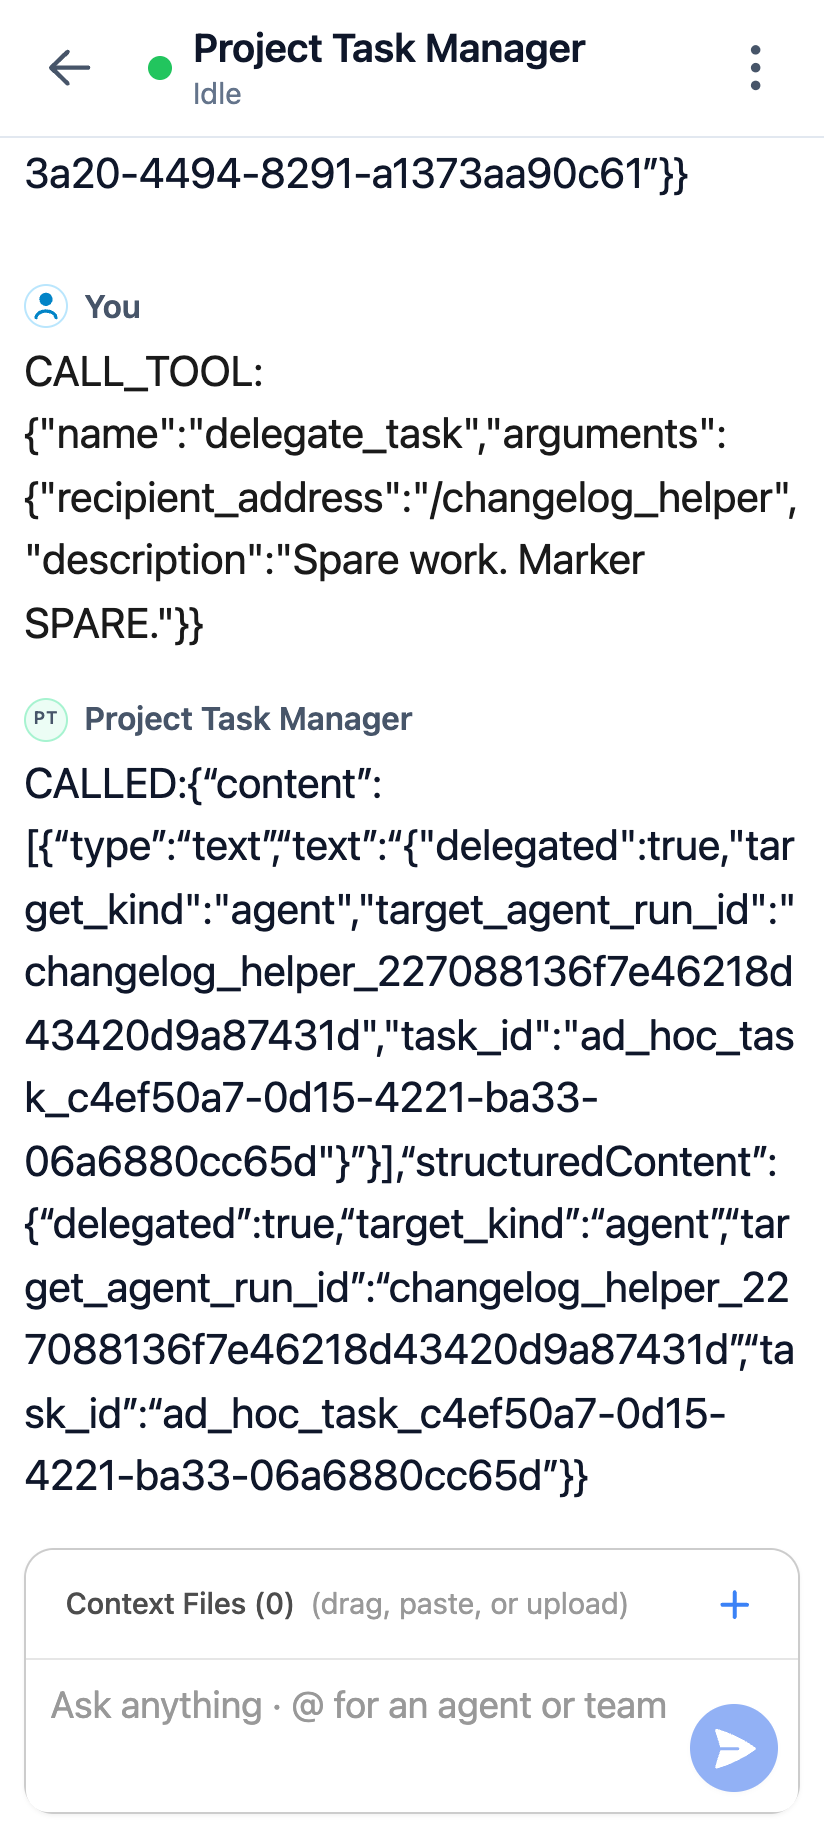 Project Task Manager
Idle
3a20-4494-8291-a1373aa90c61”}}
You
CALL_TOOL:
{"name":"delegate_task","arguments":
{"recipient_address":"/changelog_helper",
"description":"Spare work. Marker
SPARE."}}
PT Project Task Manager
CALLED:{“content”:
[{“type”:“text”,“text”:“{"delegated":true,"tar
get_kind":"agent","target_agent_run_id":"
changelog_helper_227088136f7e46218d
43420d9a87431d","task_id":"ad_hoc_tas
k_c4ef50a7-0d15-4221-ba33-
06a6880cc65d"}”}],“structuredContent”:
{“delegated”:true,“target_kind”:“agent”,“tar
get_agent_run_id”:“changelog_helper_22
7088136f7e46218d43420d9a87431d”,“ta
sk_id”:“ad_hoc_task_c4ef50a7-0d15-
4221-ba33-06a6880cc65d”}}
Context Files (0) (drag, paste, or upload)
Ask anything · @ for an agent or team